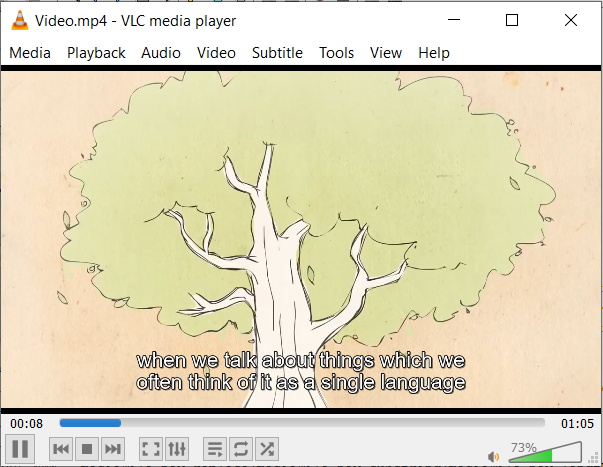 Video.mp4 - VLC media player
Media Playback Audio Video Subtitle Tools View Help
when we talk about things which we
often think of it as a single language
00:08 01:05
73%